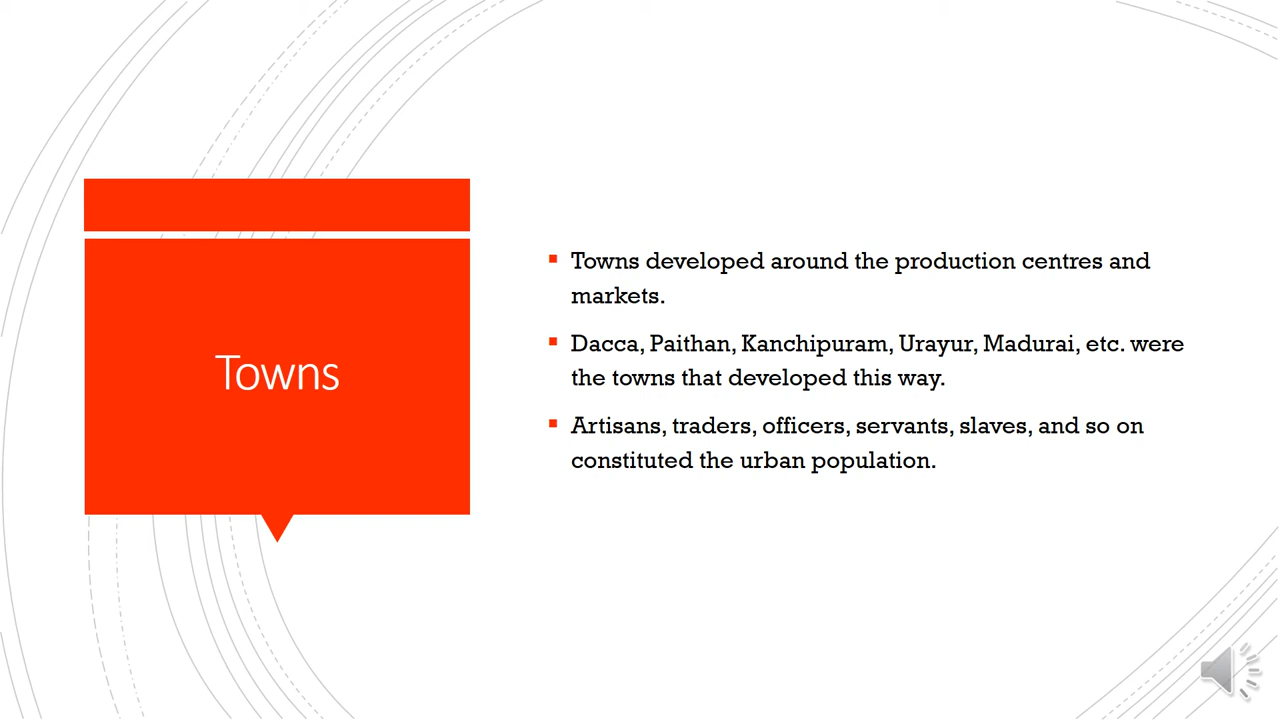 Towns
Towns developed around the production centres and
markets.
Dacca, Paithan, Kanchipuram, Urayur, Madurai, etc. were
the towns that developed this way.
Artisans, traders, officers, servants, slaves, and so on
constituted the urban population.